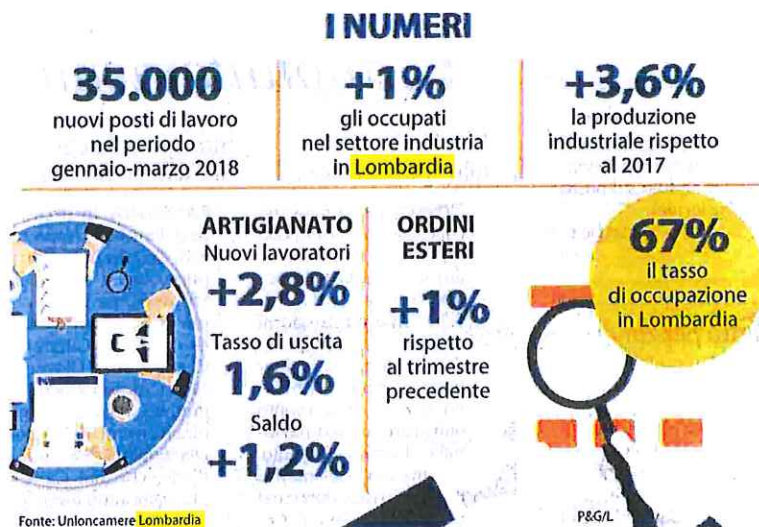 I NUMERI
35.000
nuovi posti di lavoro
nel periodo
gennaio-marzo 2018
+1%
gli occupati
nel settore industria
in Lombardia
+3,6%
la produzione
industriale rispetto
al 2017
ARTIGIANATO
Nuovi lavoratori
+2,8%
Tasso di uscita
1,6%
Saldo
+1,2%
ORDINI
ESTERI
+1%
rispetto
al trimestre
precedente
67%
il tasso
di occupazione
in Lombardia
Fonte: Unioncamere Lombardia
P&G/L